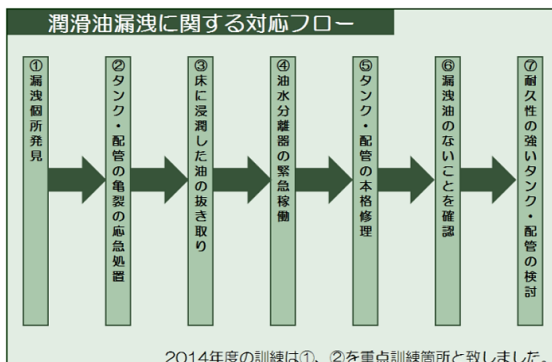 潤滑油漏洩に関する対応フロー
①漏洩個所発見
②タンク・配管の亀裂の応急処置
③床に浸潤した油の抜き取り
④油水分離器の緊急稼働
⑤タンク・配管の本格修理
⑥漏洩油のないことを確認
⑦耐久性の強いタンク・配管の検討
2014年度の訓練は①、②を重点訓練箇所と致しました。